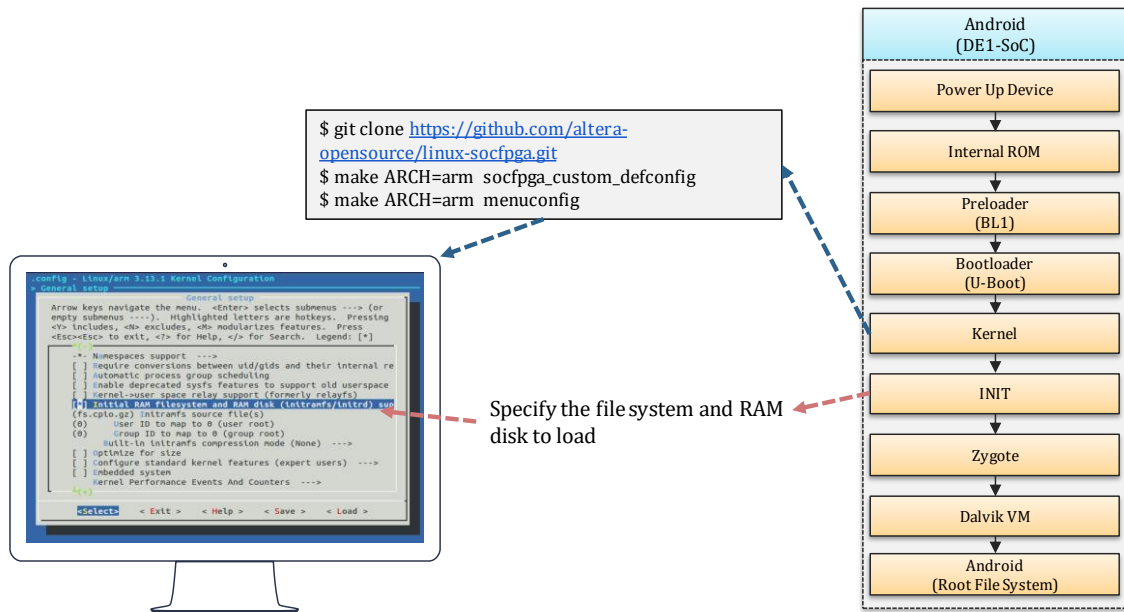 Android
(DE1-SoC)
Power Up Device
Internal ROM
Preloader
(BL1)
Bootloader
(U-Boot)
Kernel
INIT
Zygote
Dalvik VM
Android
(Root File System)
$ git clone https://github.com/altera-
opensource/linux-socfpga.git
$ make ARCH=arm socfpga_custom_defconfig
$ make ARCH=arm menuconfig
Specify the file system and RAM
disk to load
.config - Linux/arm 3.13.1 Kernel Configuration
> General setup
General setup
Arrow keys navigate the menu. <Enter> selects submenus ---> (or
empty submenus ----). Highlighted letters are hotkeys. Pressing
<Y> includes, <N> excludes, <M> modularizes features. Press
<Esc><Esc> to exit, <?> for Help, </> for Search. Legend: [*]
^(-)
-*- Namespaces support --->
[ ] Require conversions between uid/gids and their internal re
[ ] Automatic process group scheduling
[ ] Enable deprecated sysfs features to support old userspace
[ ] Kernel->user space relay support (formerly relayfs)
[*] Initial RAM filesystem and RAM disk (initramfs/initrd) sup
(fs.cpio.gz) Initramfs source file(s)
(0) User ID to map to 0 (user root)
(0) Group ID to map to 0 (group root)
Built-in initramfs compression mode (None) --->
[ ] Optimize for size
[ ] Configure standard kernel features (expert users) --->
[ ] Embedded system
Kernel Performance Events And Counters --->
^(+)
<Select> < Exit > < Help > < Save > < Load >